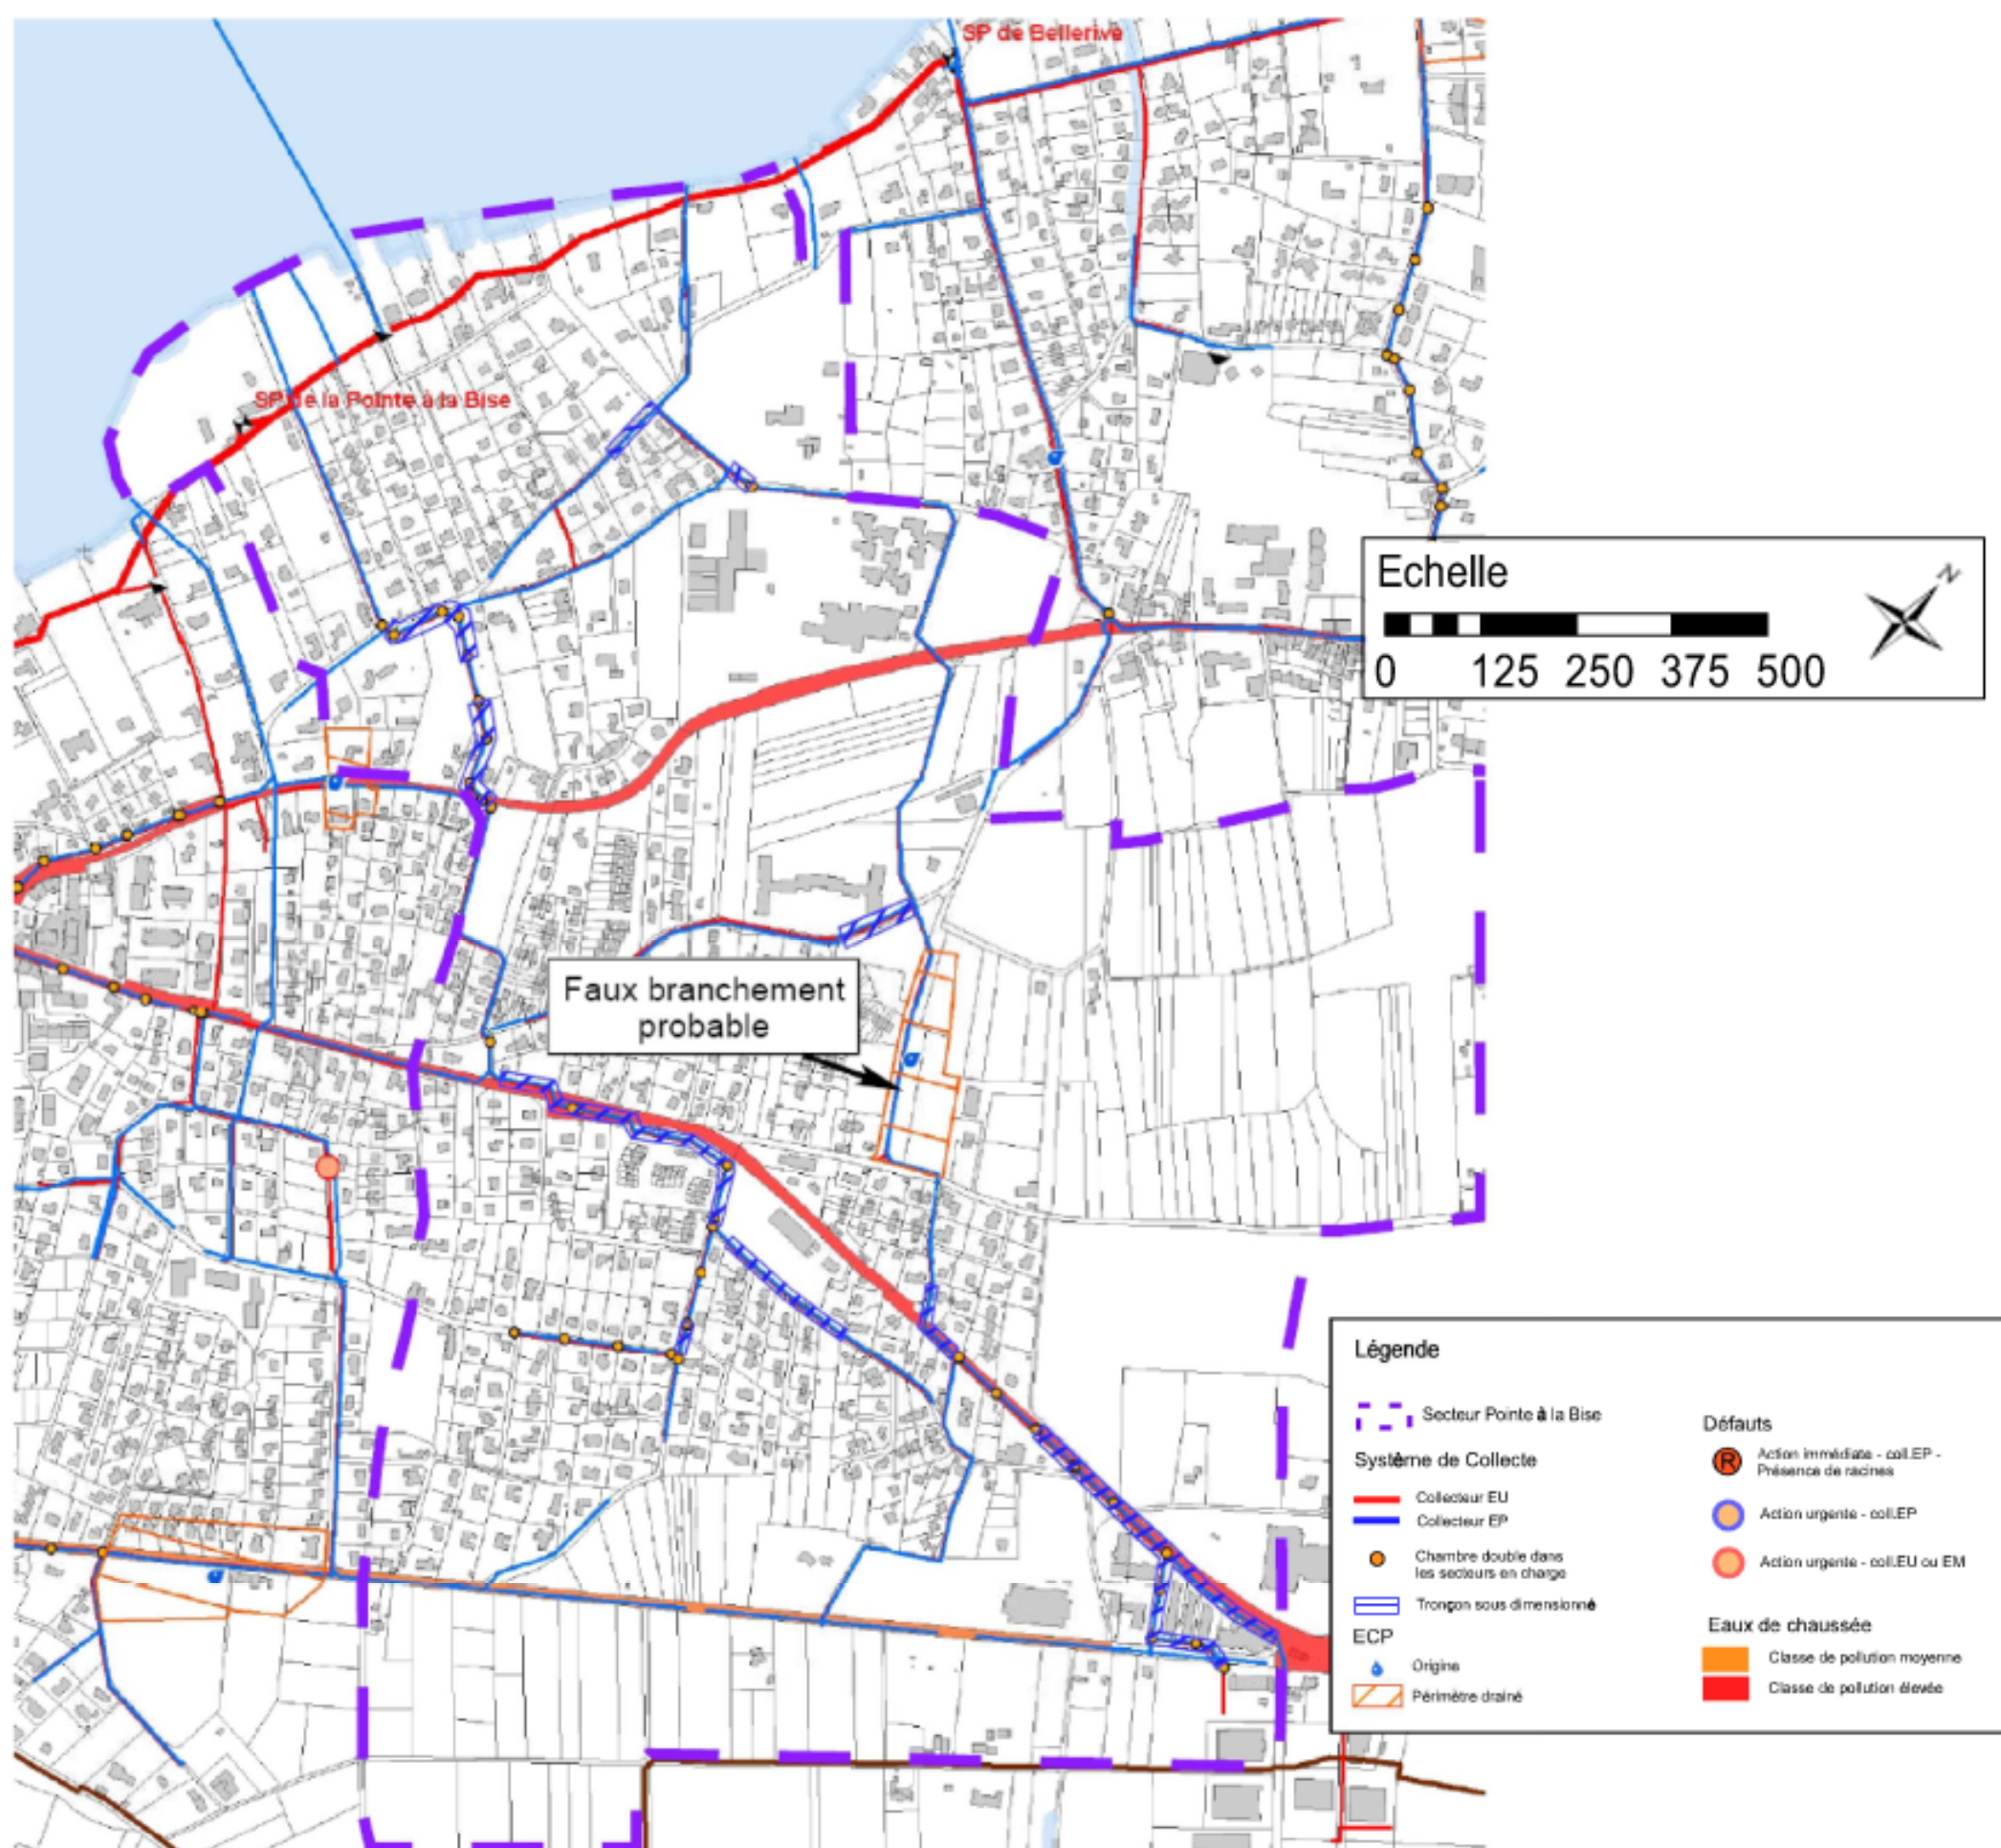 SP de Bellerive
SP de la Pointe à la Bise
Echelle
N
0 125 250 375 500
Faux branchement
probable
Légende
Secteur Pointe à la Bise
Système de Collecte
Collecteur EU
Collecteur EP
Chambre double dans
les secteurs en charge
Tronçon sous dimensionné
ECP
Origine
Périmètre drainé
Défauts
R
Action immédiate - coll.EP -
Présence de racines
Action urgente - coll.EP
Action urgente - coll.EU ou EM
Eaux de chaussée
Classe de pollution moyenne
Classe de pollution élevée